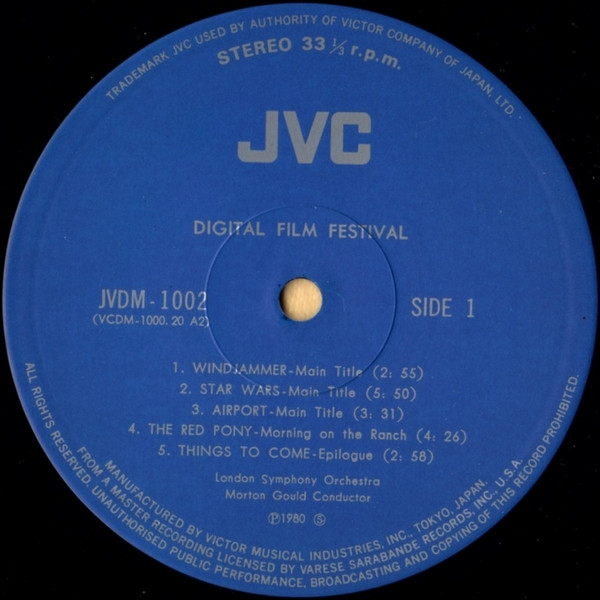 TRADEMARK JVC USED BY AUTHORITY OF VICTOR COMPANY OF JAPAN, LTD.
STEREO 33 ⅓ r.p.m.
JVC
DIGITAL FILM FESTIVAL
JVDM-1002
(VCDM-1000. 20 A2)
SIDE 1
1. WINDJAMMER-Main Title (2: 55)
2. STAR WARS-Main Title (5: 50)
3. AIRPORT-Main Title (3: 31)
4. THE RED PONY-Morning on the Ranch (4: 26)
5. THINGS TO COME-Epilogue (2: 58)
London Symphony Orchestra
Morton Gould Conductor
Ⓟ1980 Ⓢ
MANUFACTURED BY VICTOR MUSICAL INDUSTRIES, INC., TOKYO, JAPAN.
FROM A MASTER RECORDING LICENSED BY VARESE SARABANDE RECORDS, INC., U.S.A.
ALL RIGHTS RESERVED. UNAUTHORISED PUBLIC PERFORMANCE, BROADCASTING AND COPYING OF THIS RECORD PROHIBITED.